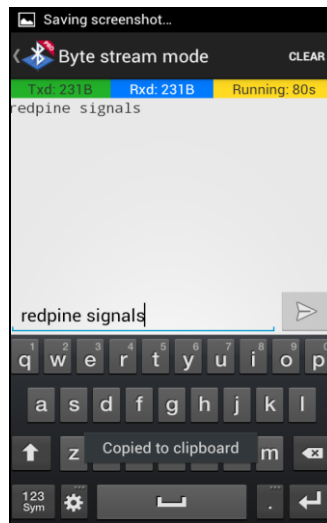 Saving screenshot...
Byte stream mode CLEAR
Txd: 231B Rxd: 231B Running: 80s
redpine signals
redpine signals
1 2 3 4 5 6 7 8 9 0
q w e r t y u i o p
a s d f g h j k l
z Copied to clipboard m
123
Sym .